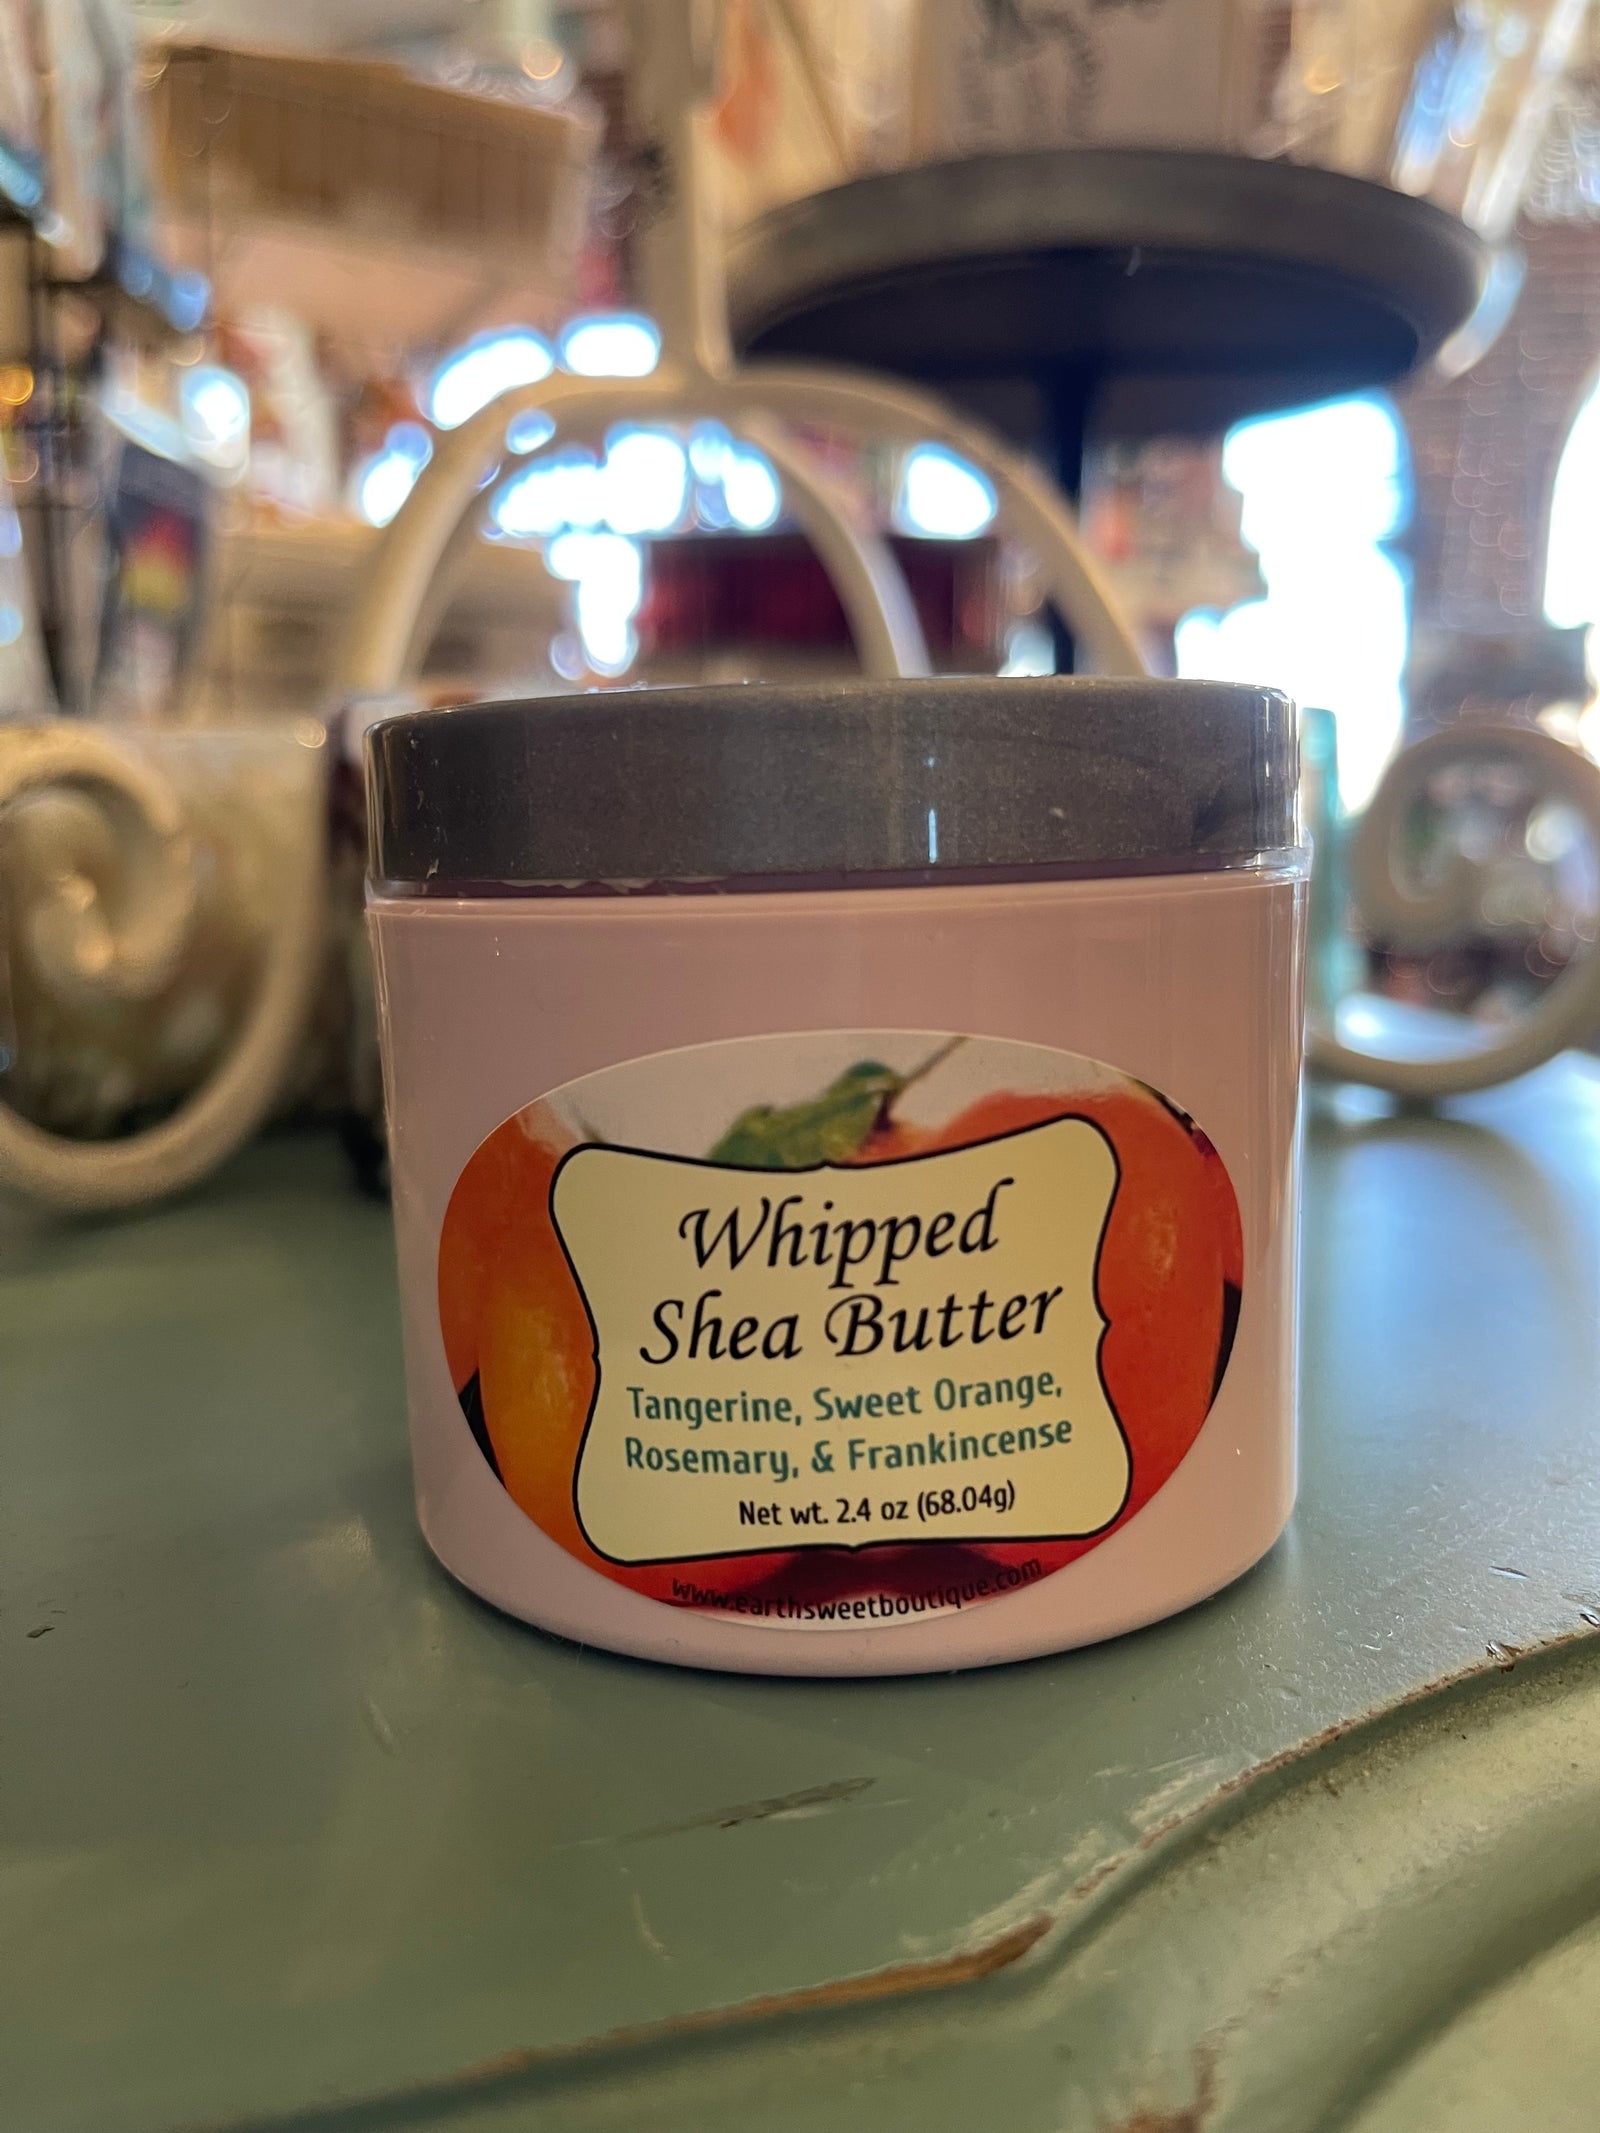 Whipped
Shea Butter
Tangerine, Sweet Orange,
Rosemary, & Frankincense
Net wt. 2.4 oz (68.04g)
www.earthsweetboutique.com